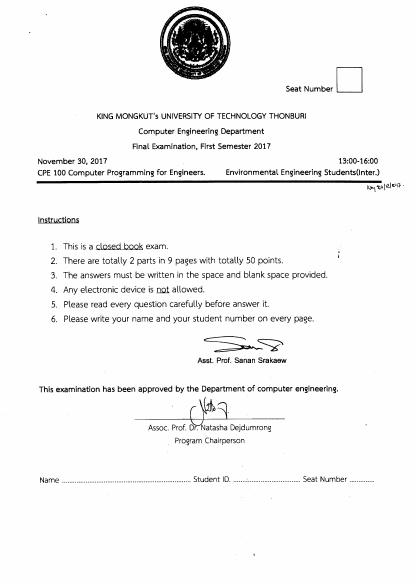 Seat Number
KING MONGKUT's UNIVERSITY OF TECHNOLOGY THONBURI
Computer Engineering Department
Final Examination, First Semester 2017
November 30, 2017 13:00-16:00
CPE 100 Computer Programming for Engineers. Environmental Engineering Students(Inter.)
Instructions
1. This is a closed book exam.
2. There are totally 2 parts in 9 pages with totally 50 points.
3. The answers must be written in the space and blank space provided.
4. Any electronic device is not allowed.
5. Please read every question carefully before answer it.
6. Please write your name and your student number on every page.
Asst. Prof. Sanan Srakaew
This examination has been approved by the Department of computer engineering.
Assoc. Prof. Dr. Natasha Dejdumrong
Program Chairperson
Name ............................................................ Student ID. .............................. Seat Number ...........